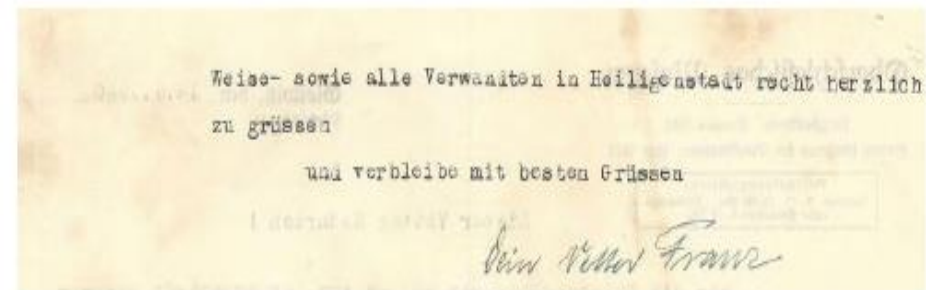 Weise- sowie alle Verwandten in Heiligenstadt recht herzlich
zu grüssen
und verbleibe mit besten Grüssen
Dein Vetter Franz